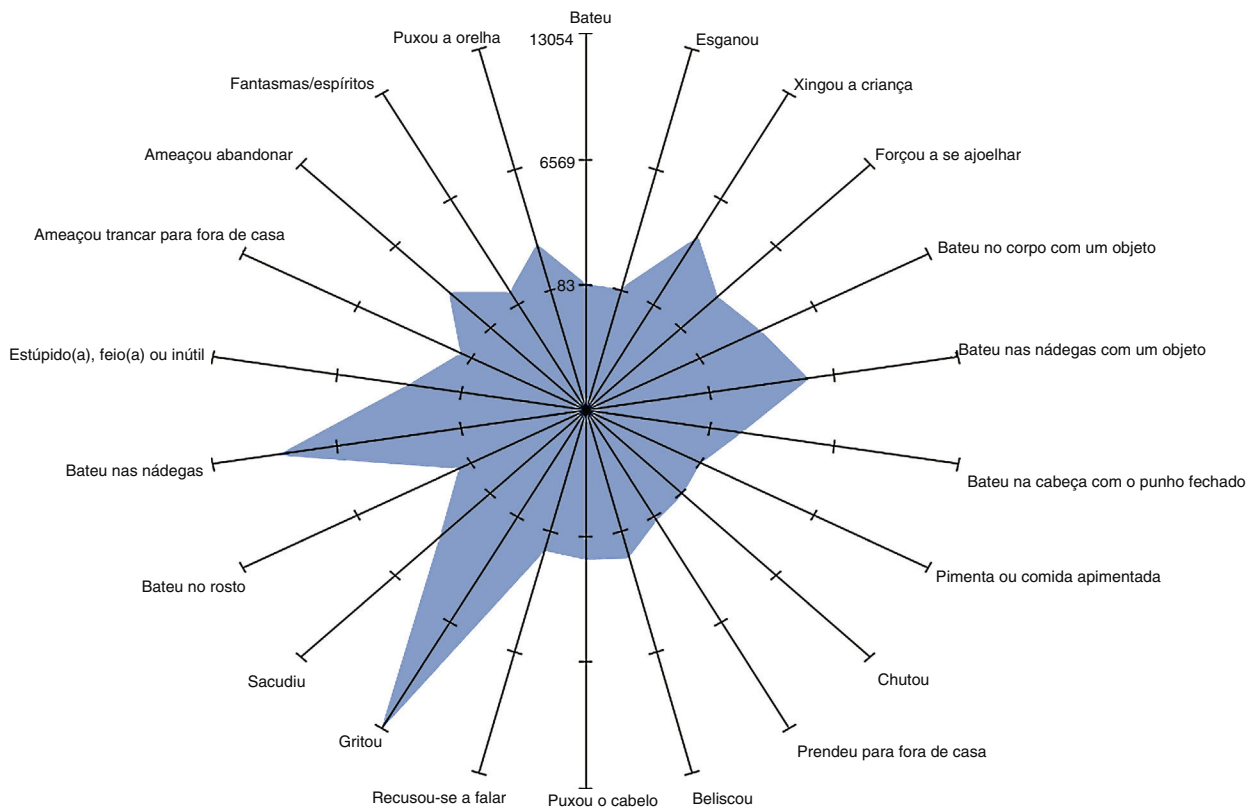 Bateu
13054
6569
83
Esganou
Xingou a criança
Forçou a se ajoelhar
Bateu no corpo com um objeto
Bateu nas nádegas com um objeto
Bateu na cabeça com o punho fechado
Pimenta ou comida apimentada
Chutou
Prendeu para fora de casa
Beliscou
Puxou o cabelo
Recusou-se a falar
Gritou
Sacudiu
Bateu no rosto
Bateu nas nádegas
Estúpido(a), feio(a) ou inútil
Ameaçou trancar para fora de casa
Ameaçou abandonar
Fantasmas/espíritos
Puxou a orelha